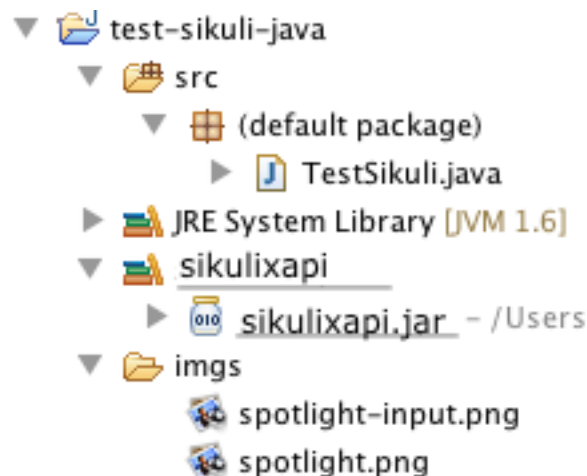 test-sikuli-java
src
(default package)
TestSikuli.java
JRE System Library [JVM 1.6]
sikulixapi
sikulixapi.jar - /Users
imgs
spotlight-input.png
spotlight.png